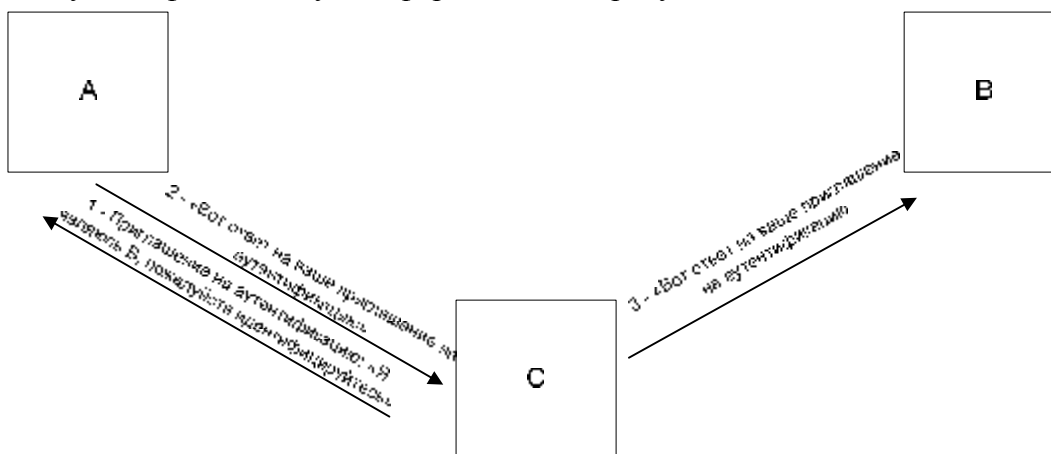 A
B
2 - «Вот ответ на ваше приглашение на
аутентификацию»
1 - Приглашение на аутентификацию: «Я
являюсь B, пожалуйста идентифицируйтесь»
3 - «Вот ответ на ваше приглашение
на аутентификацию
C